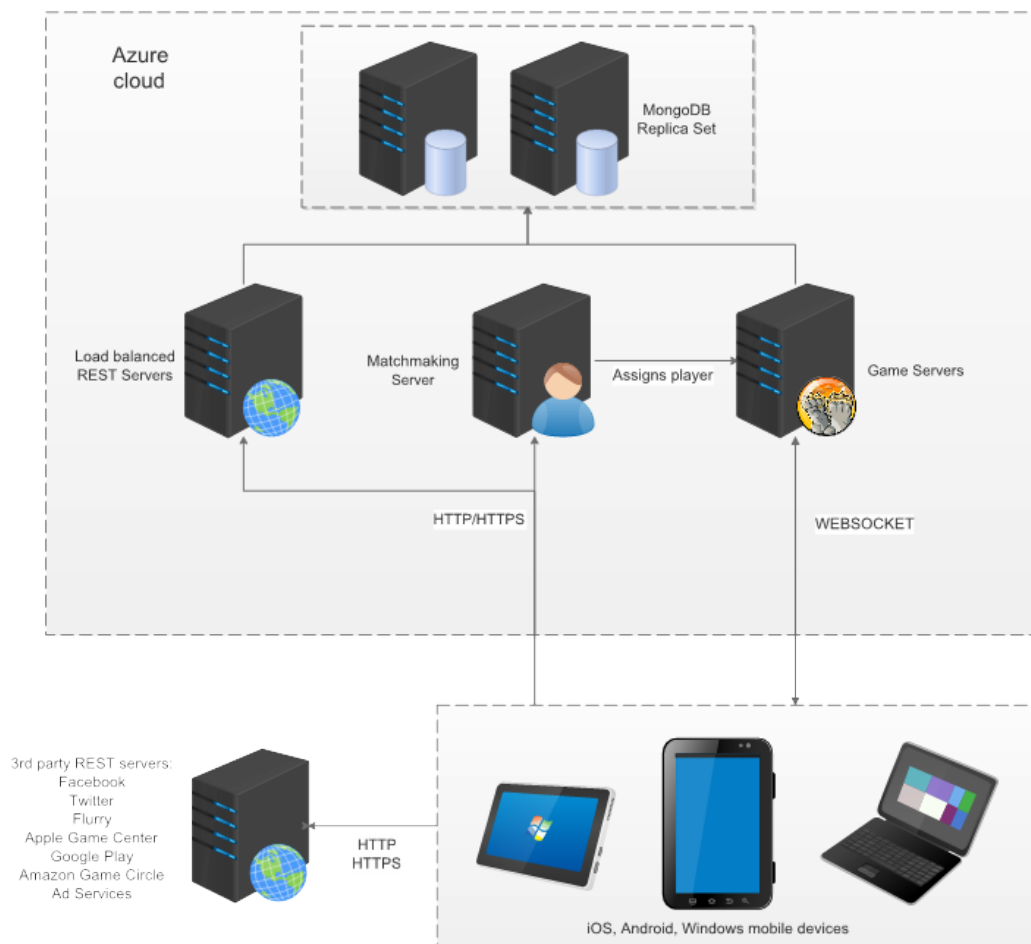 Azure
cloud
MongoDB
Replica Set
Load balanced
REST Servers
Matchmaking
Server
Assigns player
Game Servers
HTTP/HTTPS
WEBSOCKET
3rd party REST servers:
Facebook
Twitter
Flurry
Apple Game Center
Google Play
Amazon Game Circle
Ad Services
HTTP
HTTPS
iOS, Android, Windows mobile devices